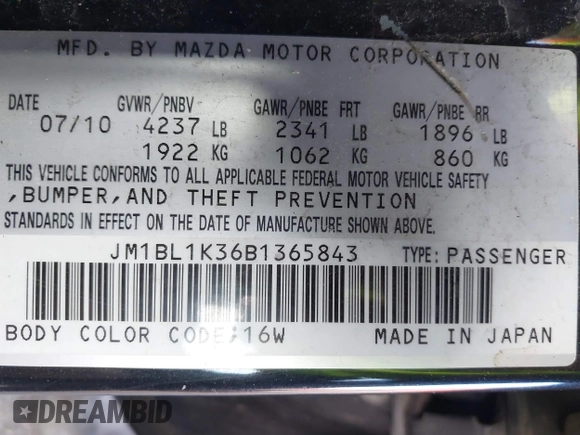 MFD. BY MAZDA MOTOR CORPORATION
DATE GVWR/PNBV GAWR/PNBE FRT GAWR/PNBE RR
07/10 4237 LB 2341 LB 1896 LB
1922 KG 1062 KG 860 KG
THIS VEHICLE CONFORMS TO ALL APPLICABLE FEDERAL MOTOR VEHICLE SAFETY
,BUMPER,AND THEFT PREVENTION
STANDARDS IN EFFECT ON THE DATE OF MANUFACTURE SHOWN ABOVE.
JM1BL1K36B1365843 TYPE: PASSENGER
BODY COLOR CODE:16W MADE IN JAPAN
DREAMBID